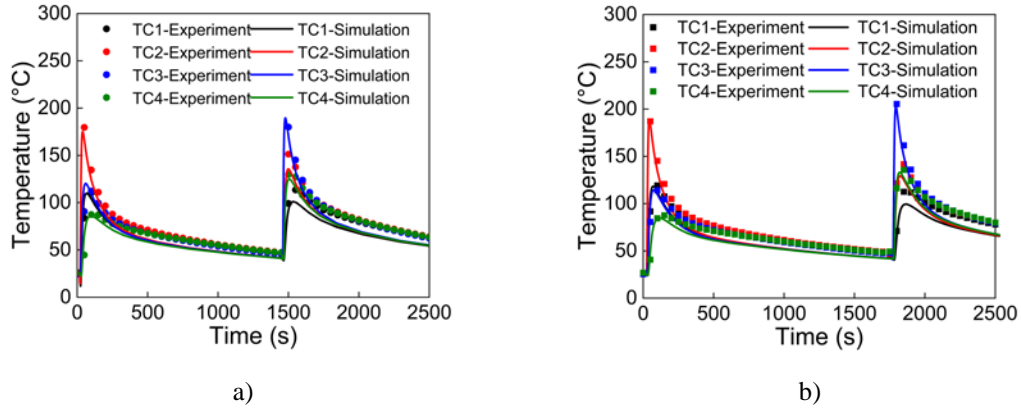 300
250
200
150
100
50
0
Temperature (°C)
TC1-Experiment TC1-Simulation
TC2-Experiment TC2-Simulation
TC3-Experiment TC3-Simulation
TC4-Experiment TC4-Simulation
0 500 1000 1500 2000 2500
Time (s)
a)
300
250
200
150
100
50
0
Temperature (°C)
TC1-Experiment TC1-Simulation
TC2-Experiment TC2-Simulation
TC3-Experiment TC3-Simulation
TC4-Experiment TC4-Simulation
0 500 1000 1500 2000 2500
Time (s)
b)